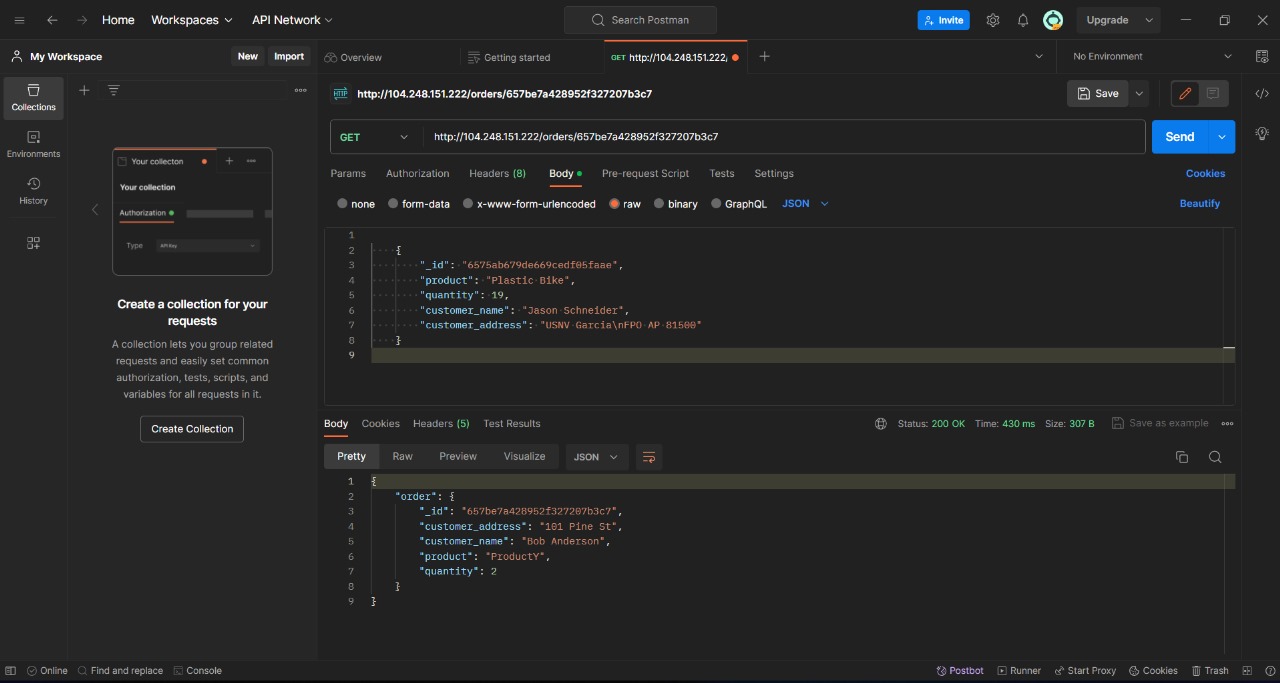 Home Workspaces API Network Search Postman Invite Upgrade
My Workspace New Import Overview Getting started GET http://104.248.151.222/ No Environment
Collections
Environments
History
Your collecton
Your collection
Authorization
Type API Key
Create a collection for your
requests
A collection lets you group related
requests and easily set common
authorization, tests, scripts, and
variables for all requests in it.
Create Collection
HTTP http://104.248.151.222/orders/657be7a428952f327207b3c7 Save
GET http://104.248.151.222/orders/657be7a428952f327207b3c7 Send
Params Authorization Headers (8) Body Pre-request Script Tests Settings Cookies
none form-data x-www-form-urlencoded raw binary GraphQL JSON Beautify
1
2 {
3 "_id": "6575ab679de669cedf05faae",
4 "product": "Plastic Bike",
5 "quantity": 19,
6 "customer_name": "Jason Schneider",
7 "customer_address": "USNV Garcia\nFPO AP 81500"
8 }
9
Body Cookies Headers (5) Test Results Status: 200 OK Time: 430 ms Size: 307 B Save as example
Pretty Raw Preview Visualize JSON
1 {
2 "order": {
3 "_id": "657be7a428952f327207b3c7",
4 "customer_address": "101 Pine St",
5 "customer_name": "Bob Anderson",
6 "product": "ProductY",
7 "quantity": 2
8 }
9 }
Online Find and replace Console Postbot Runner Start Proxy Cookies Trash